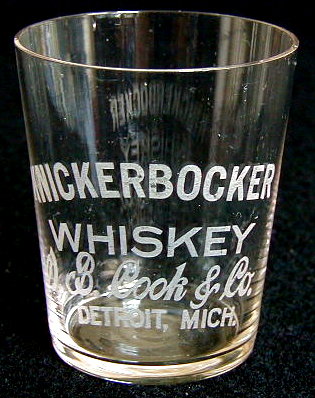 KNICKERBOCKER
WHISKEY
D. E. Cook & Co.
DETROIT, MICH.